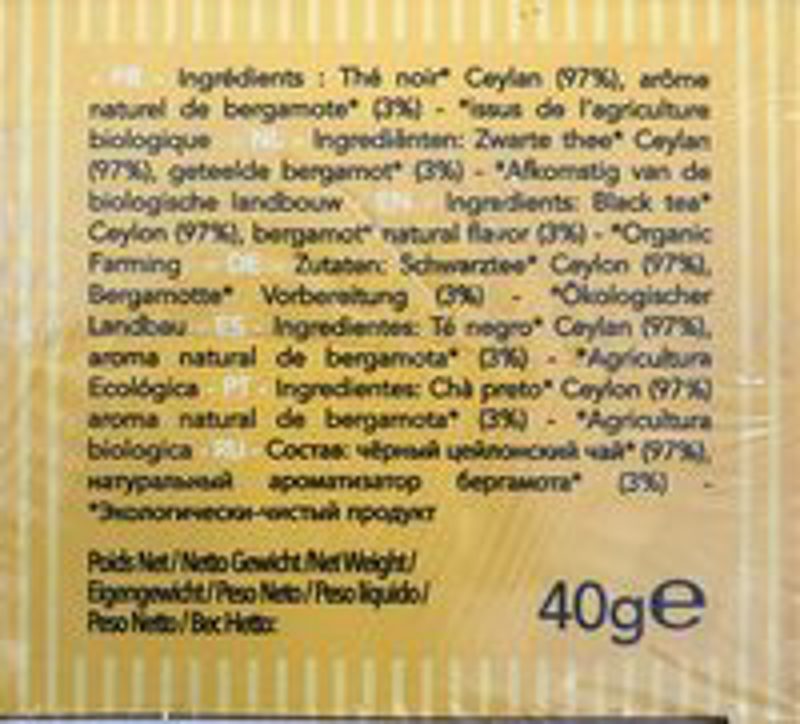 - FR - Ingrédients : Thé noir* Ceylan (97%), arôme
naturel de bergamote* (3%) - *issus de l'agriculture
biologique - NL - Ingrediënten: Zwarte thee* Ceylan
(97%), geteelde bergamot* (3%) - *Afkomstig van de
biologische landbouw - EN - Ingredients: Black tea*
Ceylon (97%), bergamot* natural flavor (3%) - *Organic
Farming - DE - Zutaten: Schwarztee* Ceylon (97%),
Bergamotte* Vorbereitung (3%) - *Ökologischer
Landbau - ES - Ingredientes: Té negro* Ceylan (97%),
aroma natural de bergamota* (3%) - *Agricultura
Ecológica - PT - Ingredientes: Chà preto* Ceylon (97%)
aroma natural de bergamota* (3%) - *Agricultura
biologica - RU - Состав: чёрный цейлонский чай* (97%),
натуральный ароматизатор бергамота* (3%) -
*Экологически-чистый продукт
Poids Net / Netto Gewicht /Net Weight /
Eigengewicht / Peso Neto / Peso líquido /
Peso Netto / Вес Нетто:
40g℮